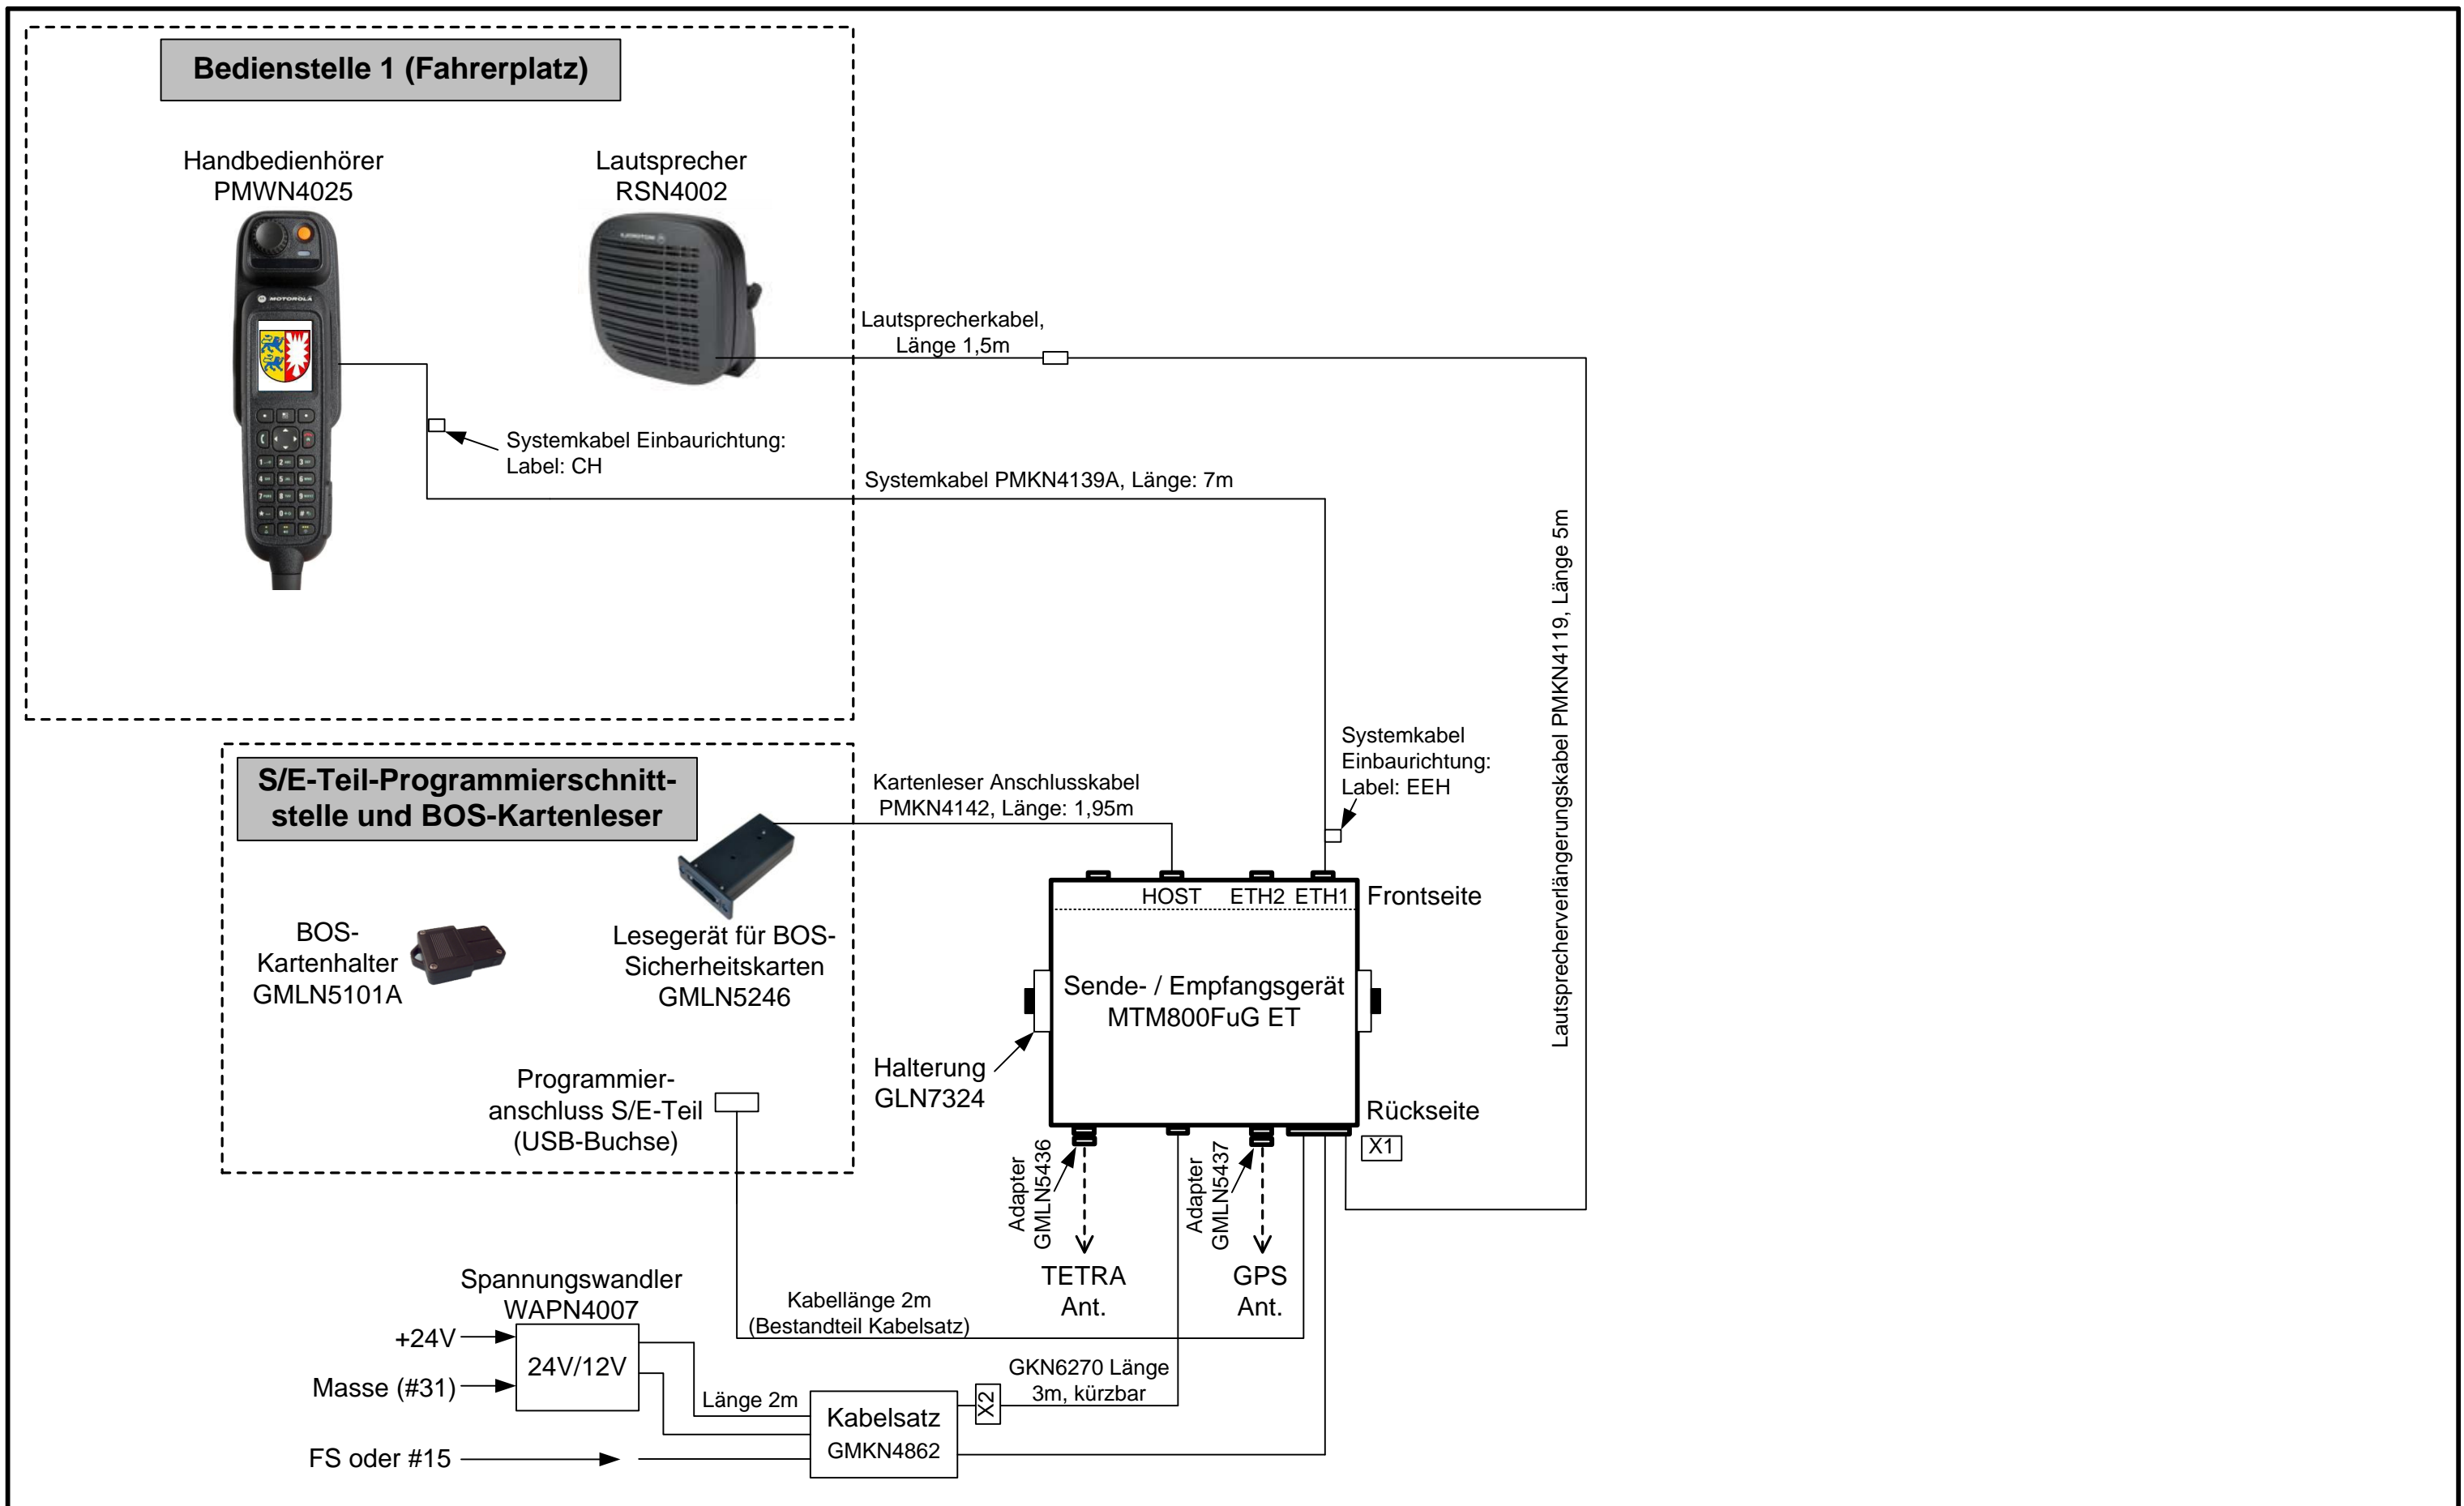 Bedienstelle 1 (Fahrerplatz)
Handbedienhörer
PMWN4025
Lautsprecher
RSN4002
MOTOROLA
Lautsprecherkabel,
Länge 1,5m
Systemkabel Einbaurichtung:
Label: CH
Systemkabel PMKN4139A, Länge: 7m
Lautsprecherverlängerungskabel PMKN4119, Länge 5m
S/E-Teil-Programmierschnitt-
stelle und BOS-Kartenleser
Kartenleser Anschlusskabel
PMKN4142, Länge: 1,95m
Systemkabel
Einbaurichtung:
Label: EEH
BOS-
Kartenhalter
GMLN5101A
Lesegerät für BOS-
Sicherheitskarten
GMLN5246
HOST ETH2 ETH1
Frontseite
Sende- / Empfangsgerät
MTM800FuG ET
Halterung
GLN7324
Rückseite
X1
Programmier-
anschluss S/E-Teil
(USB-Buchse)
Adapter
GMLN5436
Adapter
GMLN5437
TETRA
Ant.
GPS
Ant.
Spannungswandler
WAPN4007
+24V
24V/12V
Masse (#31)
Kabellänge 2m
(Bestandteil Kabelsatz)
GKN6270 Länge
3m, kürzbar
X2
Länge 2m
Kabelsatz
GMKN4862
FS oder #15